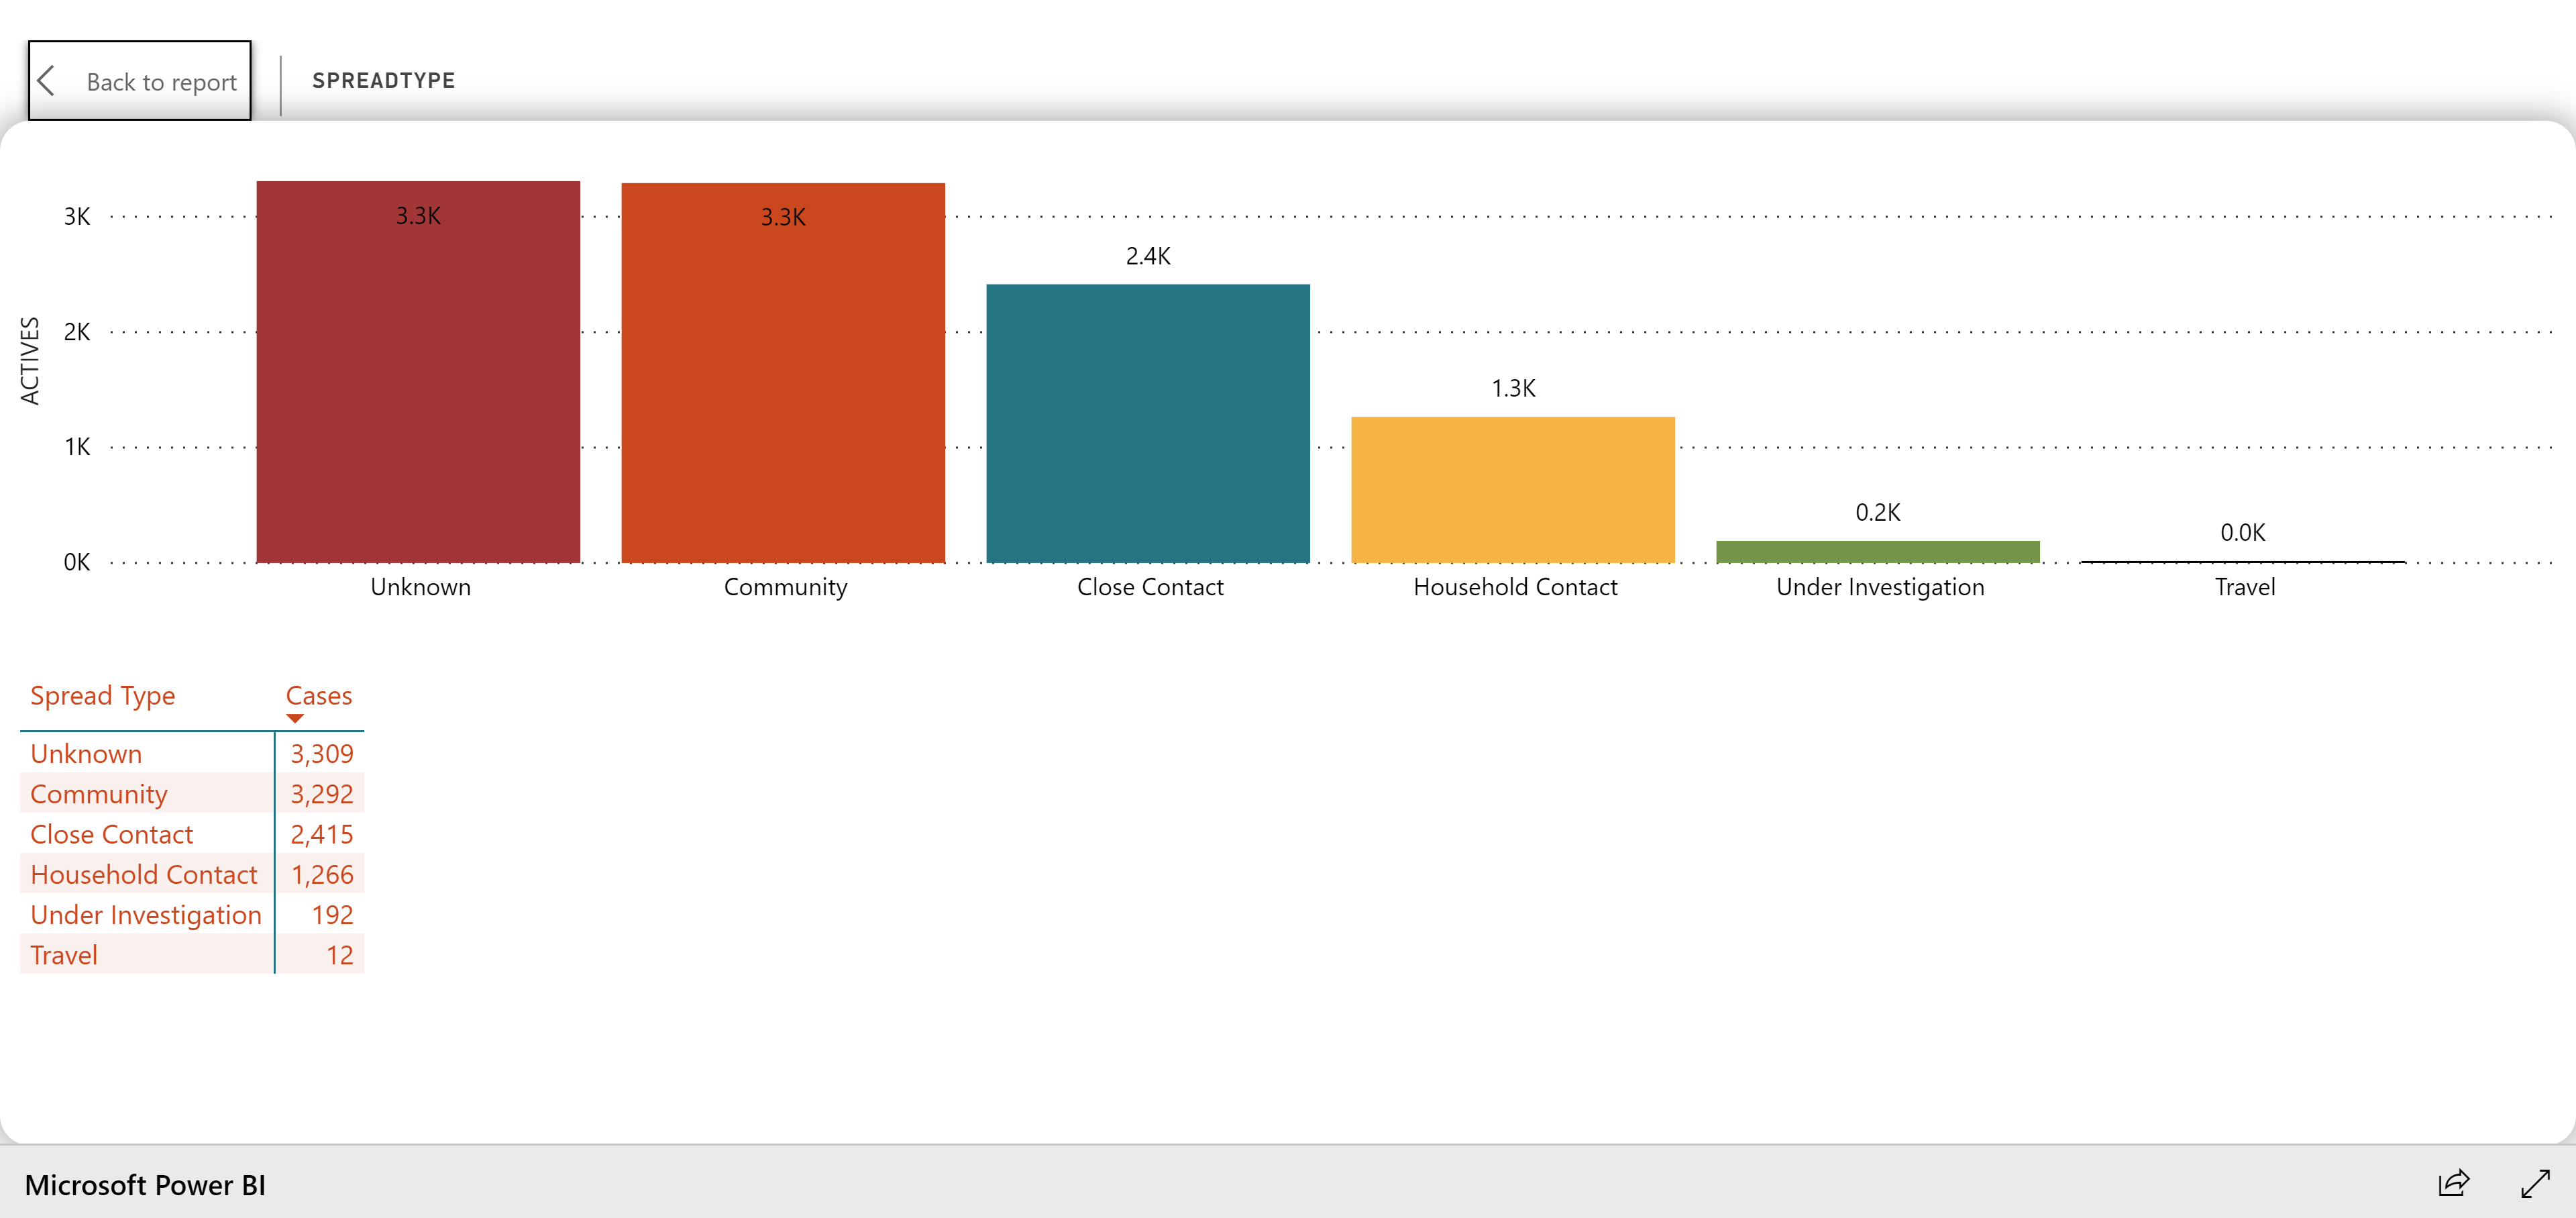 Back to report
SPREADTYPE
ACTIVES
3K
2K
1K
0K
3.3K
3.3K
2.4K
1.3K
0.2K
0.0K
Unknown
Community
Close Contact
Household Contact
Under Investigation
Travel
Spread Type Cases
Unknown 3,309
Community 3,292
Close Contact 2,415
Household Contact 1,266
Under Investigation 192
Travel 12
Microsoft Power BI